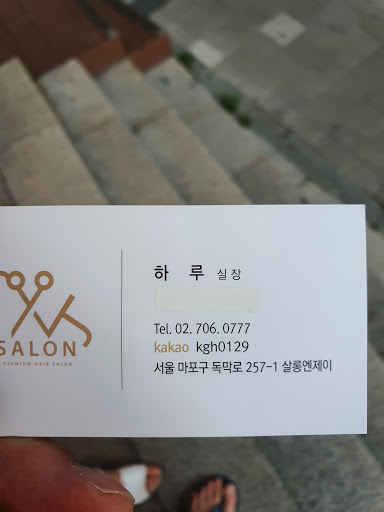 하 루 실장
Tel. 02. 706. 0777
kakao kgh0129
서울 마포구 독막로 257-1 살롱엔제이
SALON
PREMIUM HAIR SALON